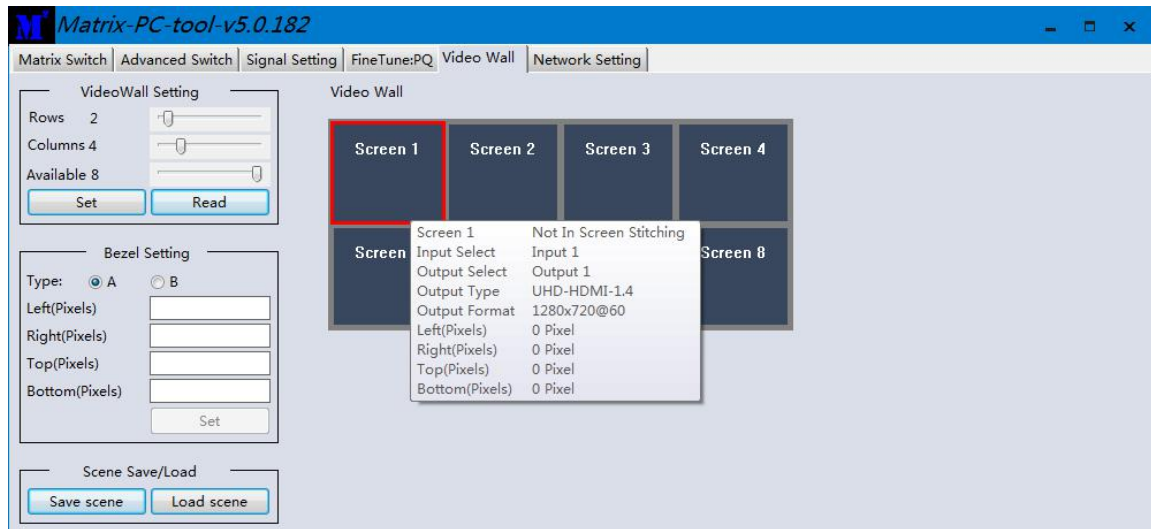 Matrix-PC-tool-v5.0.182
Matrix Switch Advanced Switch Signal Setting FineTune:PQ Video Wall Network Setting
VideoWall Setting
Rows 2
Columns 4
Available 8
Set Read
Bezel Setting
Type: A B
Left(Pixels)
Right(Pixels)
Top(Pixels)
Bottom(Pixels)
Set
Scene Save/Load
Save scene Load scene
Video Wall
Screen 1 Screen 2 Screen 3 Screen 4
Screen Screen 8
Screen 1 Not In Screen Stitching
Input Select Input 1
Output Select Output 1
Output Type UHD-HDMI-1.4
Output Format 1280x720@60
Left(Pixels) 0 Pixel
Right(Pixels) 0 Pixel
Top(Pixels) 0 Pixel
Bottom(Pixels) 0 Pixel